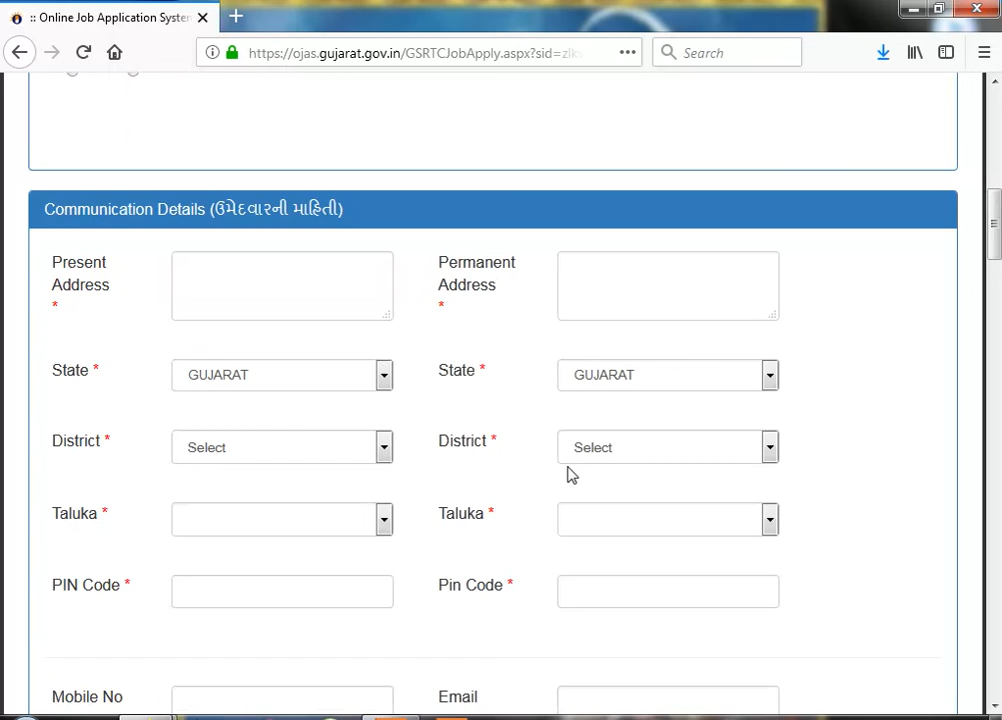 :: Online Job Application System
https://ojas.gujarat.gov.in/GSRTCJobApply.aspx?sid=zlk
Search
Communication Details (ઉમેદવારની માહિતી)
Present Address * Permanent Address *
State * GUJARAT State * GUJARAT
District * Select District * Select
Taluka * Taluka *
PIN Code * Pin Code *
Mobile No Email